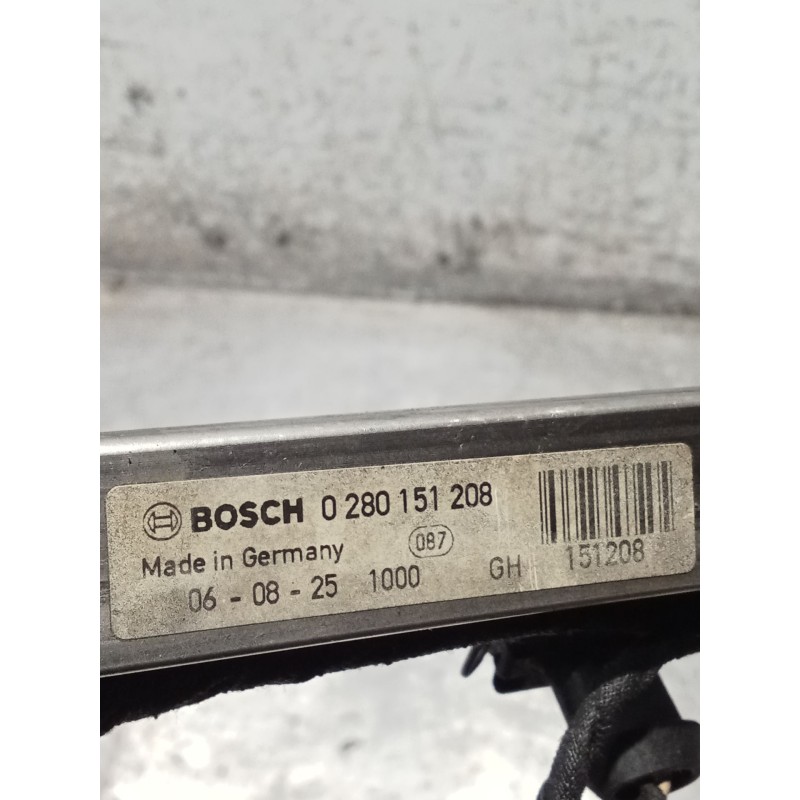 BOSCH 0 280 151 208
Made in Germany 087
06 - 08 - 25 1000 GH 151208